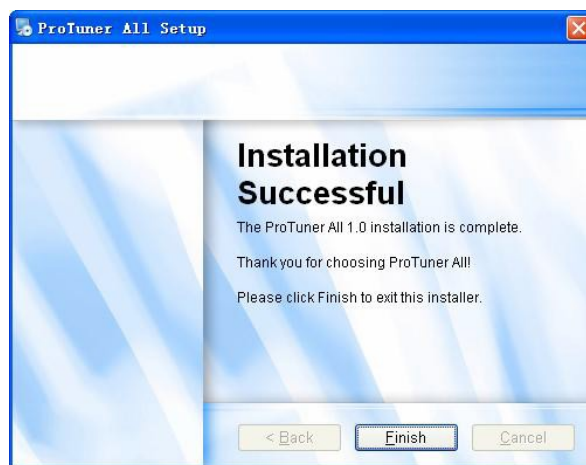 ProTuner All Setup
Installation
Successful
The ProTuner All 1.0 installation is complete.
Thank you for choosing ProTuner All!
Please click Finish to exit this installer.
< Back Finish Cancel